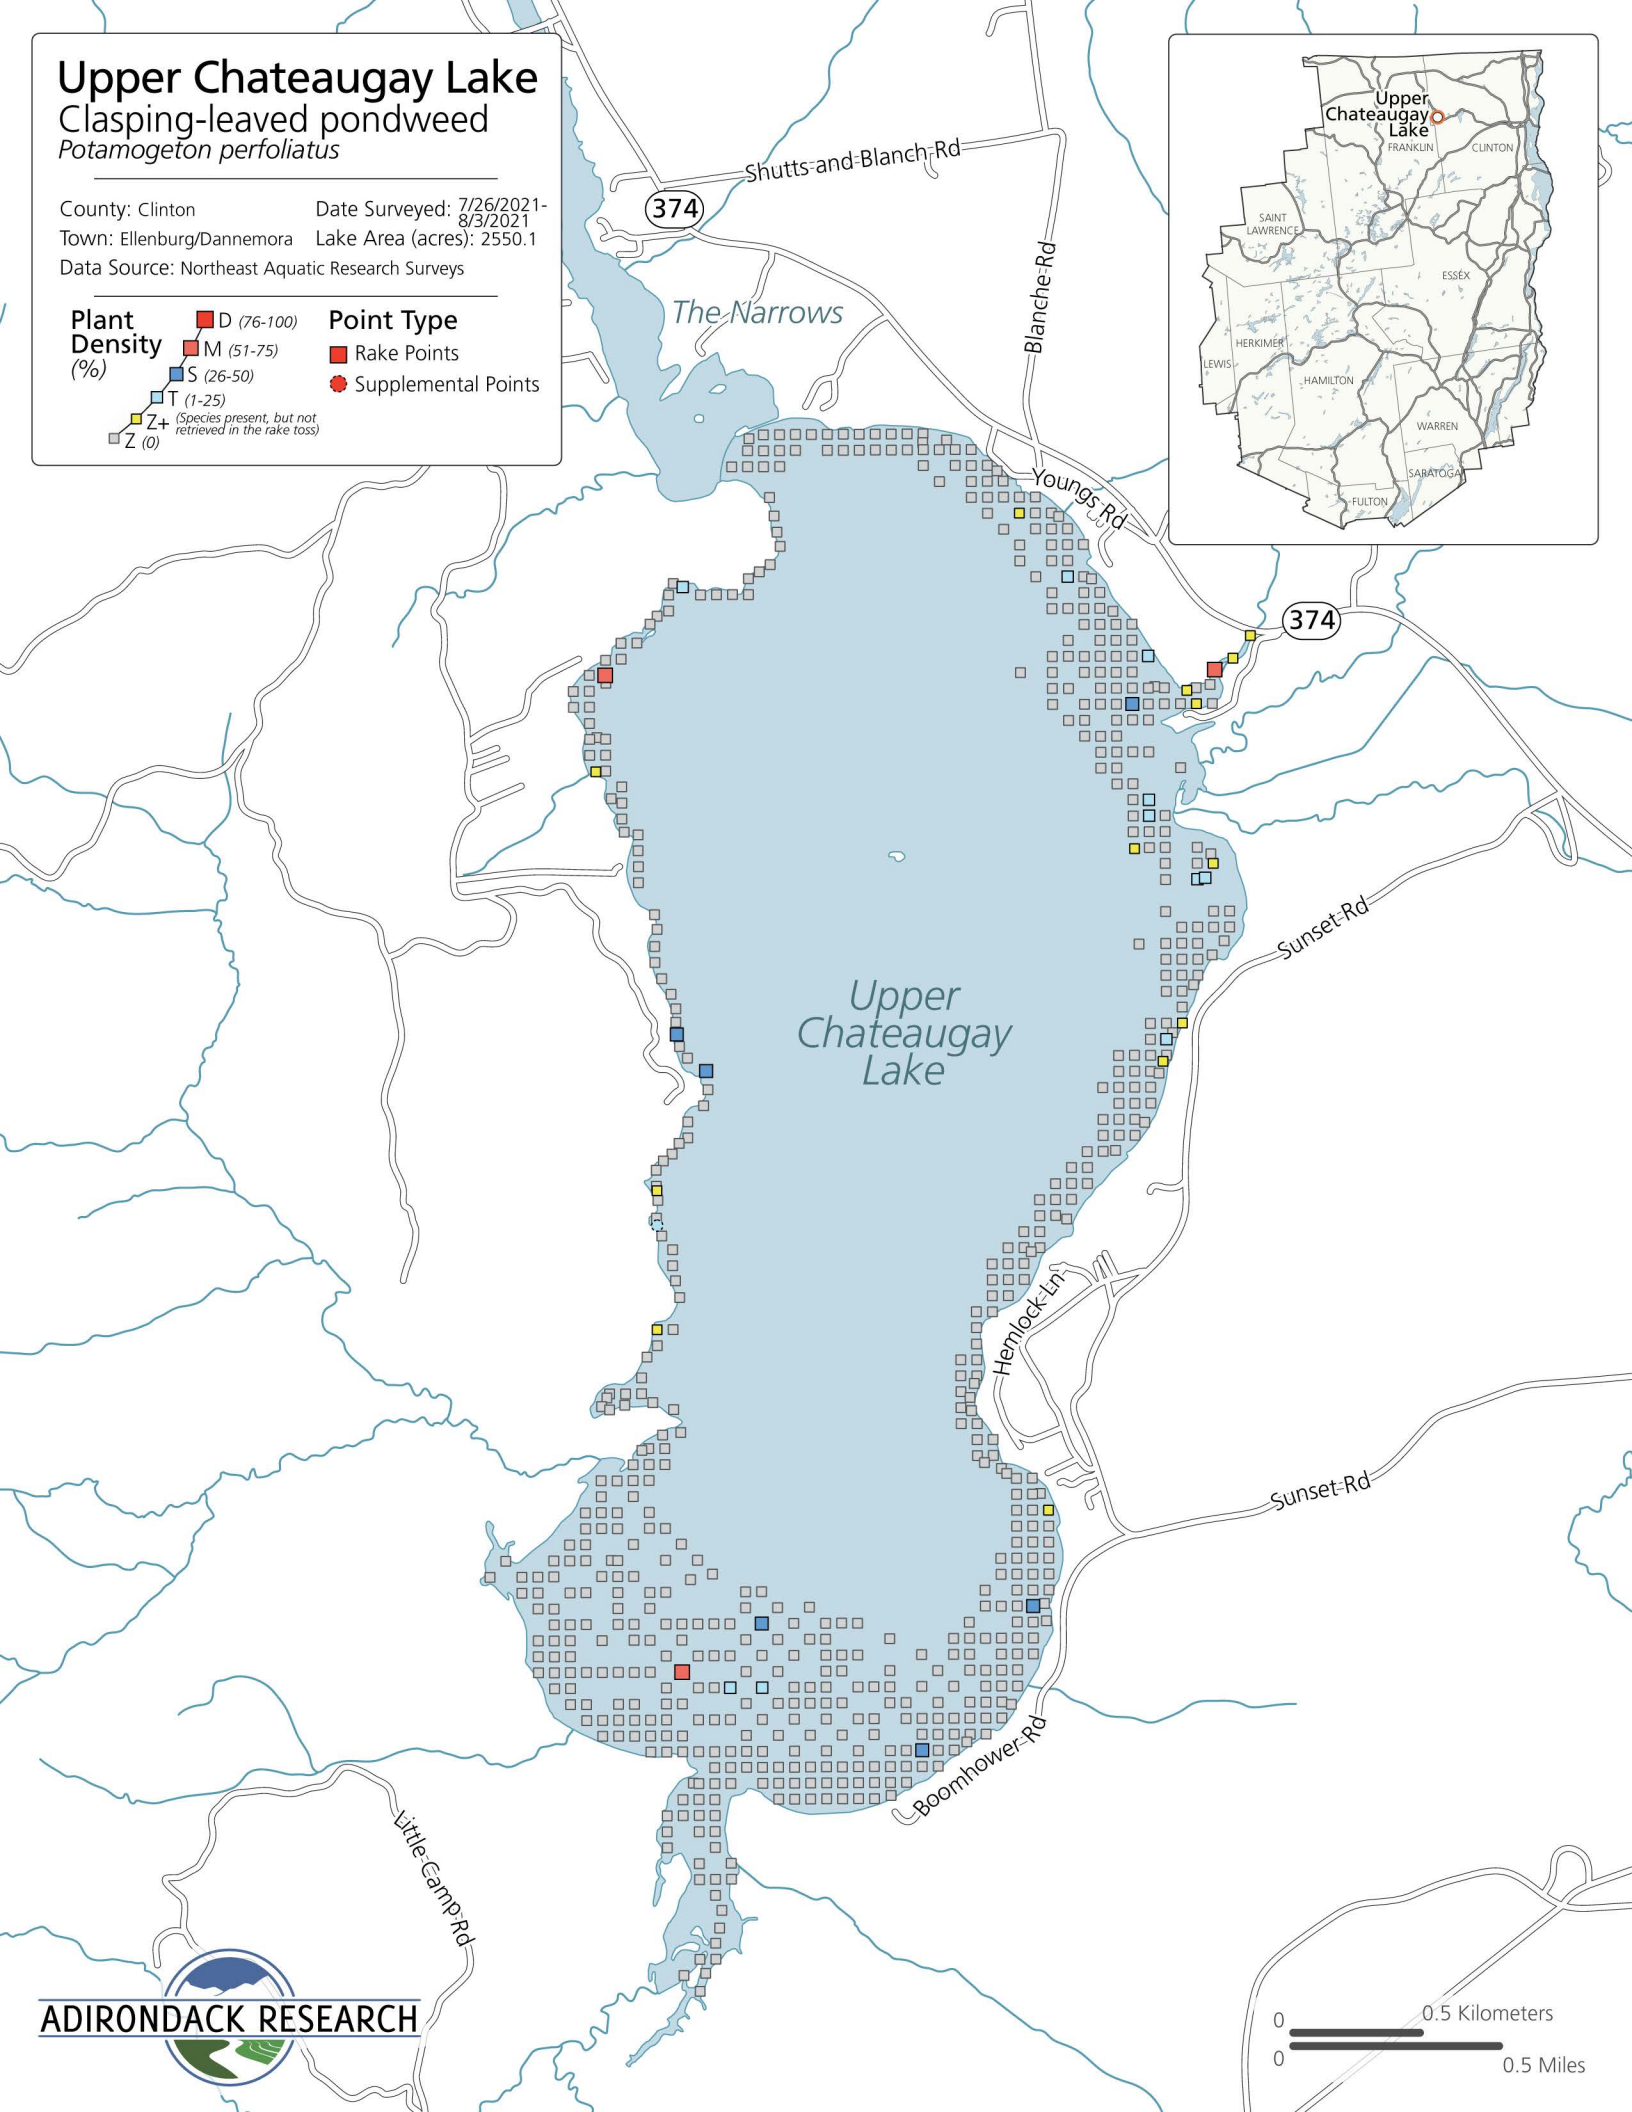 Upper Chateaugay Lake
Clasping-leaved pondweed
Potamogeton perfoliatus
County: Clinton
Date Surveyed: 7/26/2021-
8/3/2021
Town: Ellenburg/Dannemora
Lake Area (acres): 2550.1
Data Source: Northeast Aquatic Research Surveys
Plant
Density
(%)
D (76-100)
M (51-75)
S (26-50)
T (1-25)
Z+ (Species present, but not
retrieved in the rake toss)
Z (0)
Point Type
Rake Points
Supplemental Points
Upper
Chateaugay
Lake
FRANKLIN
CLINTON
SAINT
LAWRENCE
ESSEX
HERKIMER
LEWIS
HAMILTON
WARREN
SARATOGA
FULTON
Shutts-and-Blanch-Rd
374
Blanche-Rd
The Narrows
Youngs Rd
374
Sunset-Rd
Upper
Chateaugay
Lake
Hemlock-Ln
Sunset-Rd
Boomhower-Rd
Little-Camp-Rd
ADIRONDACK RESEARCH
0
0.5 Kilometers
0
0.5 Miles